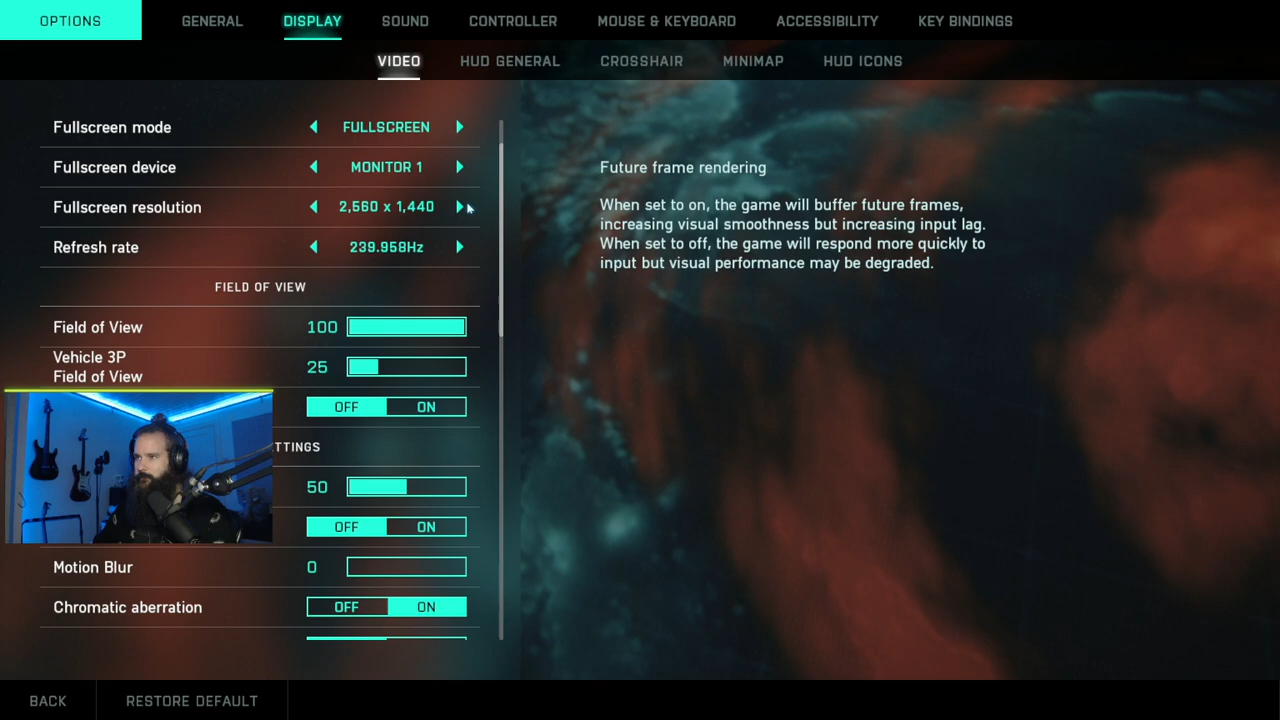 OPTIONS
GENERAL
DISPLAY
SOUND
CONTROLLER
MOUSE & KEYBOARD
ACCESSIBILITY
KEY BINDINGS
VIDEO
HUD GENERAL
CROSSHAIR
MINIMAP
HUD ICONS
Fullscreen mode
FULLSCREEN
Fullscreen device
MONITOR 1
Fullscreen resolution
2,560 x 1,440
Refresh rate
239.958Hz
FIELD OF VIEW
Field of View
100
Vehicle 3P
Field of View
25
OFF ON
TTINGS
50
OFF ON
Motion Blur
0
Chromatic aberration
OFF ON
Future frame rendering
When set to on, the game will buffer future frames,
increasing visual smoothness but increasing input lag.
When set to off, the game will respond more quickly to
input but visual performance may be degraded.
BACK
RESTORE DEFAULT